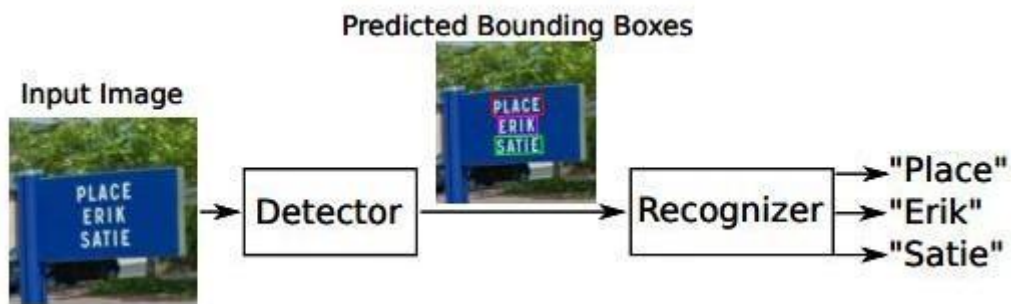 Predicted Bounding Boxes
Input Image
PLACE
ERIK
SATIE
Detector
PLACE
ERIK
SATIE
Recognizer
"Place"
"Erik"
"Satie"